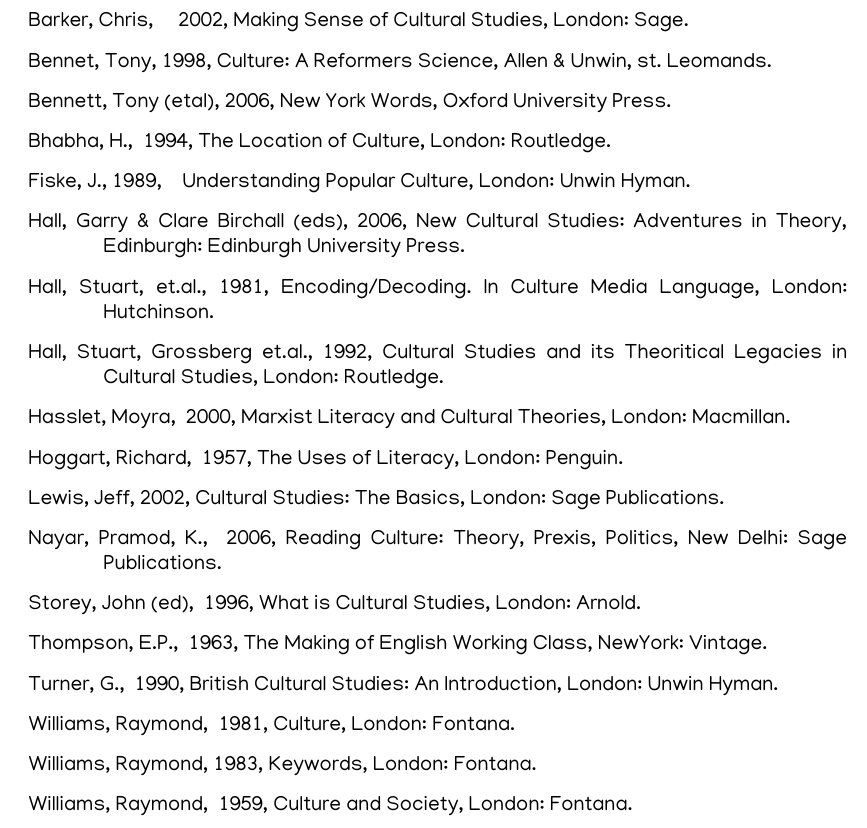 Barker, Chris, 2002, Making Sense of Cultural Studies, London: Sage.
Bennet, Tony, 1998, Culture: A Reformers Science, Allen & Unwin, st. Leomands.
Bennett, Tony (etal), 2006, New York Words, Oxford University Press.
Bhabha, H., 1994, The Location of Culture, London: Routledge.
Fiske, J., 1989, Understanding Popular Culture, London: Unwin Hyman.
Hall, Garry & Clare Birchall (eds), 2006, New Cultural Studies: Adventures in Theory,
Edinburgh: Edinburgh University Press.
Hall, Stuart, et.al., 1981, Encoding/Decoding. In Culture Media Language, London:
Hutchinson.
Hall, Stuart, Grossberg et.al., 1992, Cultural Studies and its Theoritical Legacies in
Cultural Studies, London: Routledge.
Hasslet, Moyra, 2000, Marxist Literacy and Cultural Theories, London: Macmillan.
Hoggart, Richard, 1957, The Uses of Literacy, London: Penguin.
Lewis, Jeff, 2002, Cultural Studies: The Basics, London: Sage Publications.
Nayar, Pramod, K., 2006, Reading Culture: Theory, Prexis, Politics, New Delhi: Sage
Publications.
Storey, John (ed), 1996, What is Cultural Studies, London: Arnold.
Thompson, E.P., 1963, The Making of English Working Class, NewYork: Vintage.
Turner, G., 1990, British Cultural Studies: An Introduction, London: Unwin Hyman.
Williams, Raymond, 1981, Culture, London: Fontana.
Williams, Raymond, 1983, Keywords, London: Fontana.
Williams, Raymond, 1959, Culture and Society, London: Fontana.